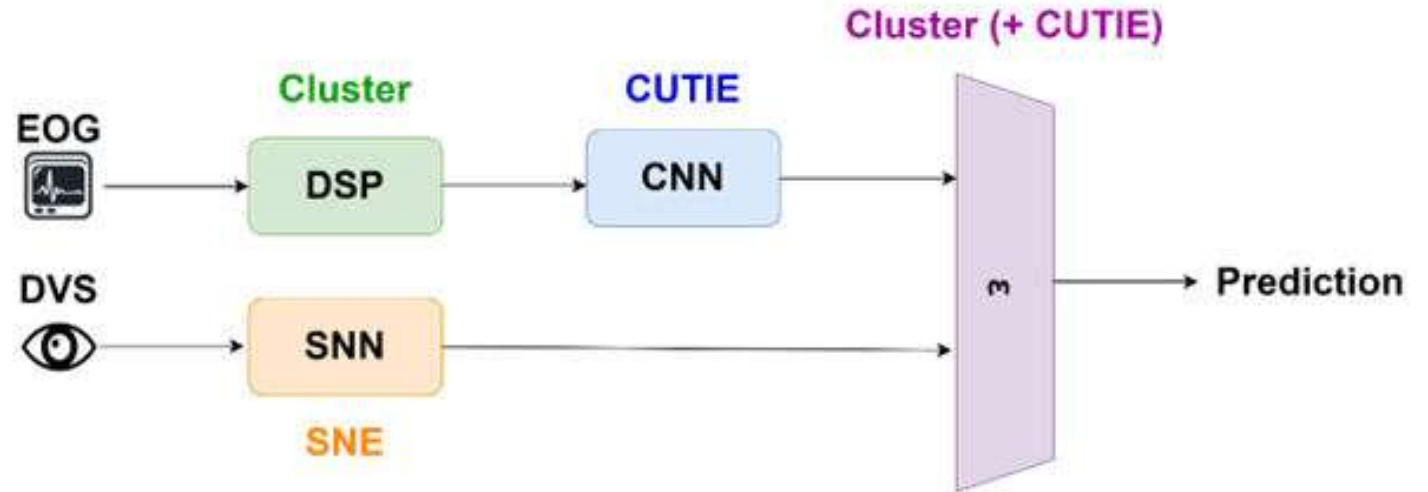 Cluster (+ CUTIE)
Cluster
CUTIE
EOG
DSP
CNN
DVS
SNN
SNE
ω
Prediction